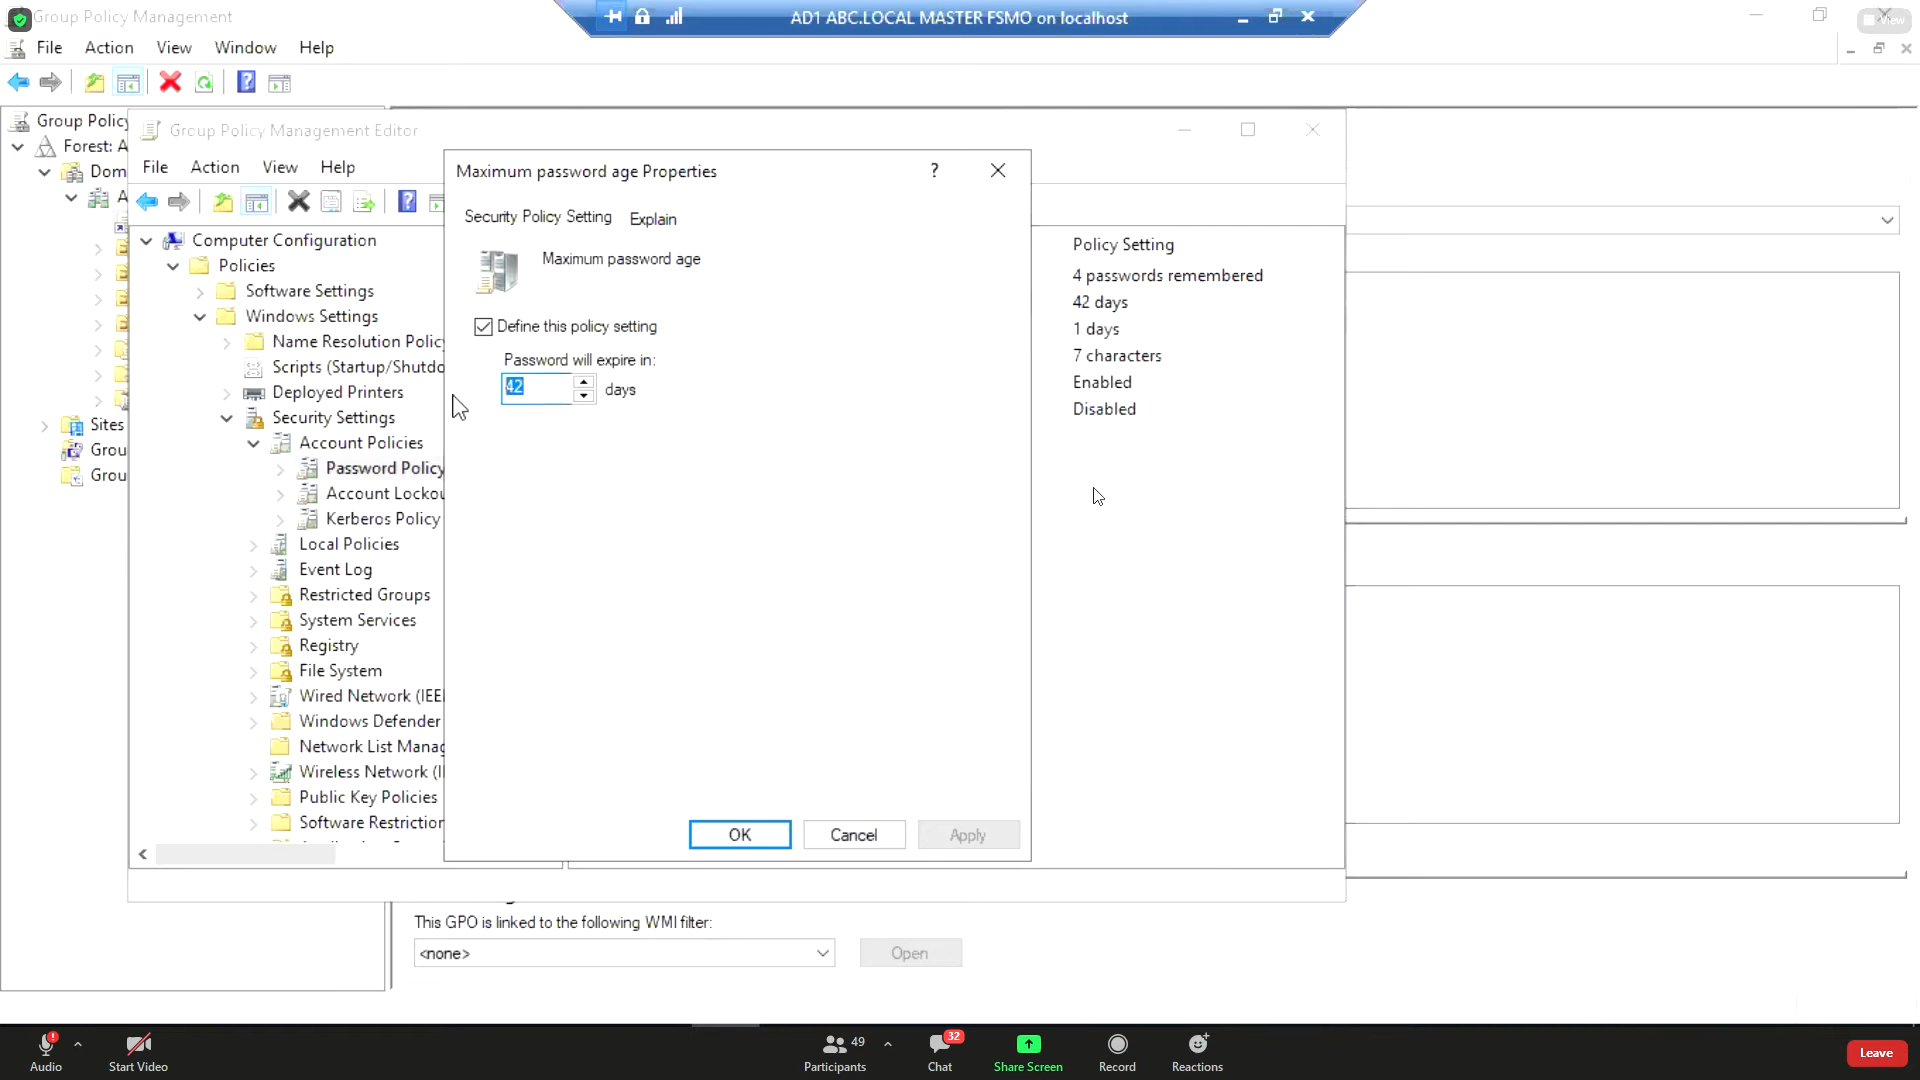 Group Policy Management
AD1 ABC.LOCAL MASTER FSMO on localhost
View
File Action View Window Help
Group Policy
Forest: A
Dom
A
Sites
Grou
Grou
Group Policy Management Editor
File Action View Help
Computer Configuration
Policies
Software Settings
Windows Settings
Name Resolution Policy
Scripts (Startup/Shutdo
Deployed Printers
Security Settings
Account Policies
Password Policy
Account Lockou
Kerberos Policy
Local Policies
Event Log
Restricted Groups
System Services
Registry
File System
Wired Network (IEE
Windows Defender
Network List Manag
Wireless Network (I
Public Key Policies
Software Restriction
Maximum password age Properties
?
Security Policy Setting Explain
Maximum password age
Define this policy setting
Password will expire in:
42 days
OK Cancel Apply
Policy Setting
4 passwords remembered
42 days
1 days
7 characters
Enabled
Disabled
This GPO is linked to the following WMI filter:
<none> Open
Audio
Start Video
49
Participants
32
Chat
Share Screen
Record
Reactions
Leave